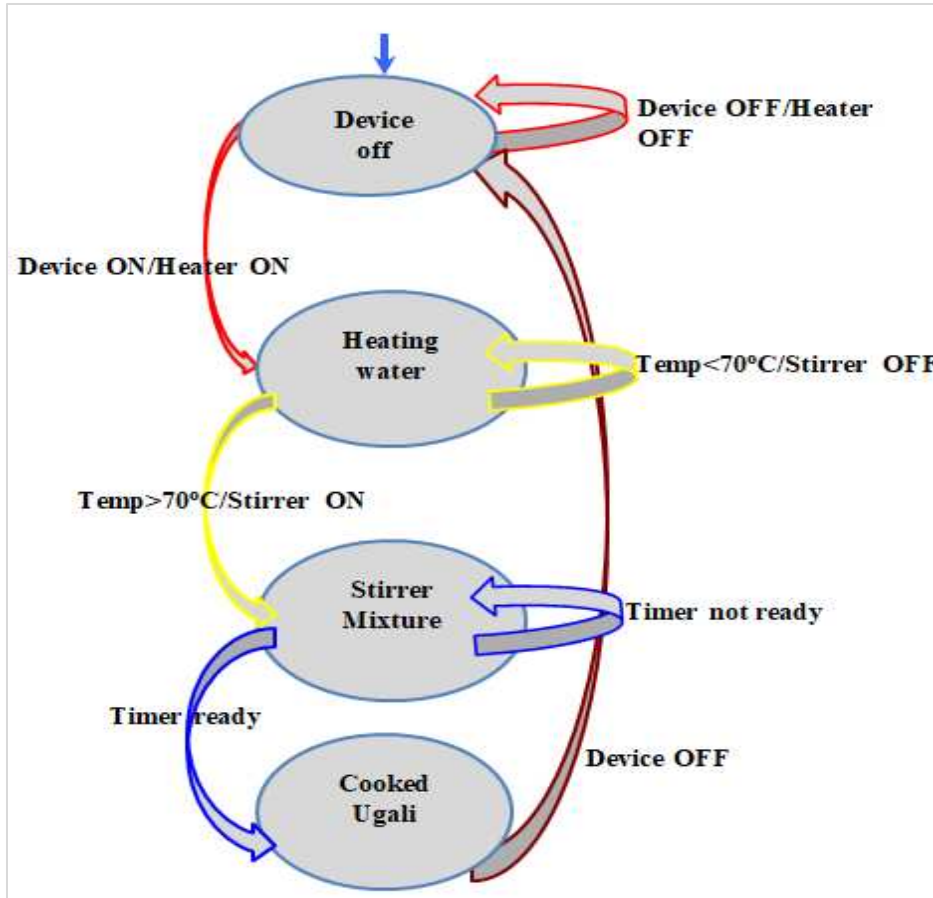 Device
off
Device OFF/Heater
OFF
Device ON/Heater ON
Heating
water
Temp<70ºC/Stirrer OFF
Temp>70ºC/Stirrer ON
Stirrer
Mixture
Timer not ready
Timer ready
Device OFF
Cooked
Ugali